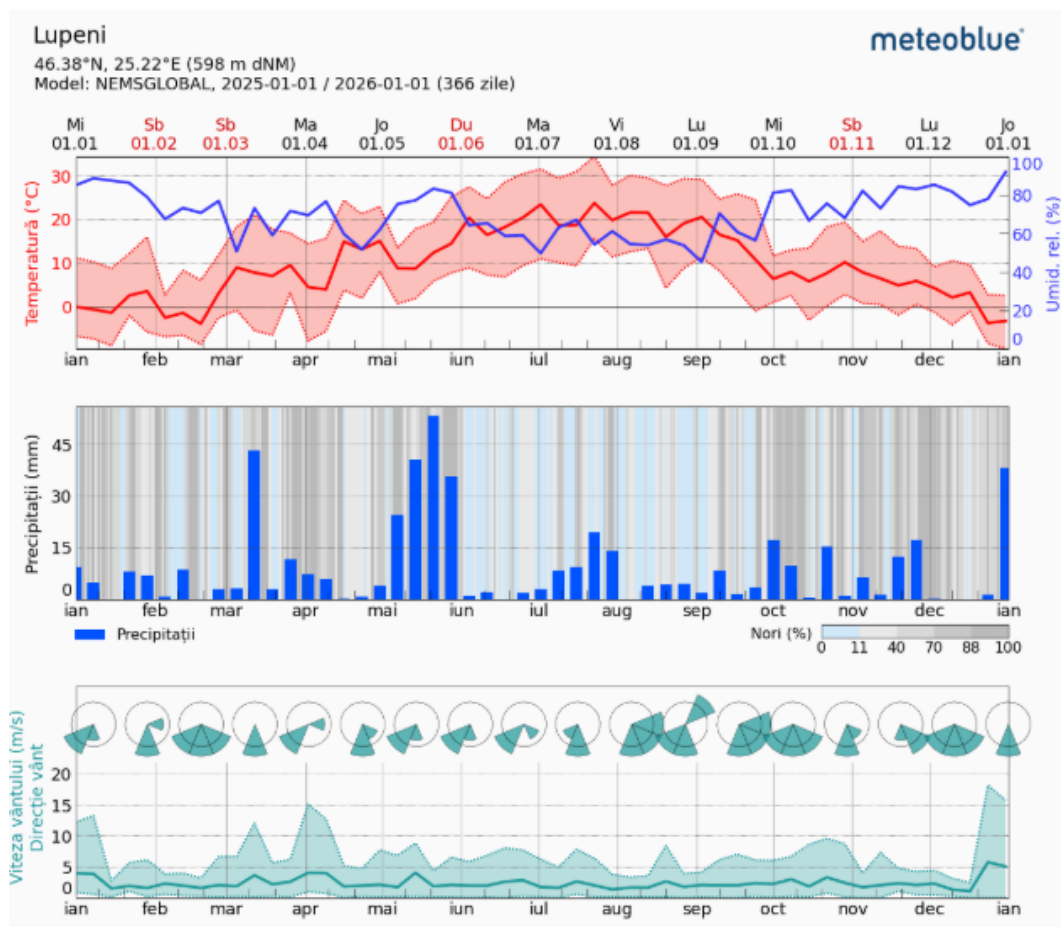 Lupeni
meteoblue
46.38°N, 25.22°E (598 m dNM)
Model: NEMSGLOBAL, 2025-01-01 / 2026-01-01 (366 zile)
Mi Sb Sb Ma Jo Du Ma Vi Lu Mi Sb Lu Jo
01.01 01.02 01.03 01.04 01.05 01.06 01.07 01.08 01.09 01.10 01.11 01.12 01.01
Temperatură (°C)
30
20
10
0
100
80
60
40
20
0
Umid. rel. (%)
ian feb mar apr mai iun iul aug sep oct nov dec ian
Precipitații (mm)
45
30
15
0
ian feb mar apr mai iun iul aug sep oct nov dec ian
Precipitații
Nori (%)
0 11 40 70 88 100
Viteza vântului (m/s)
Direcție vânt
20
15
10
5
0
ian feb mar apr mai iun iul aug sep oct nov dec ian